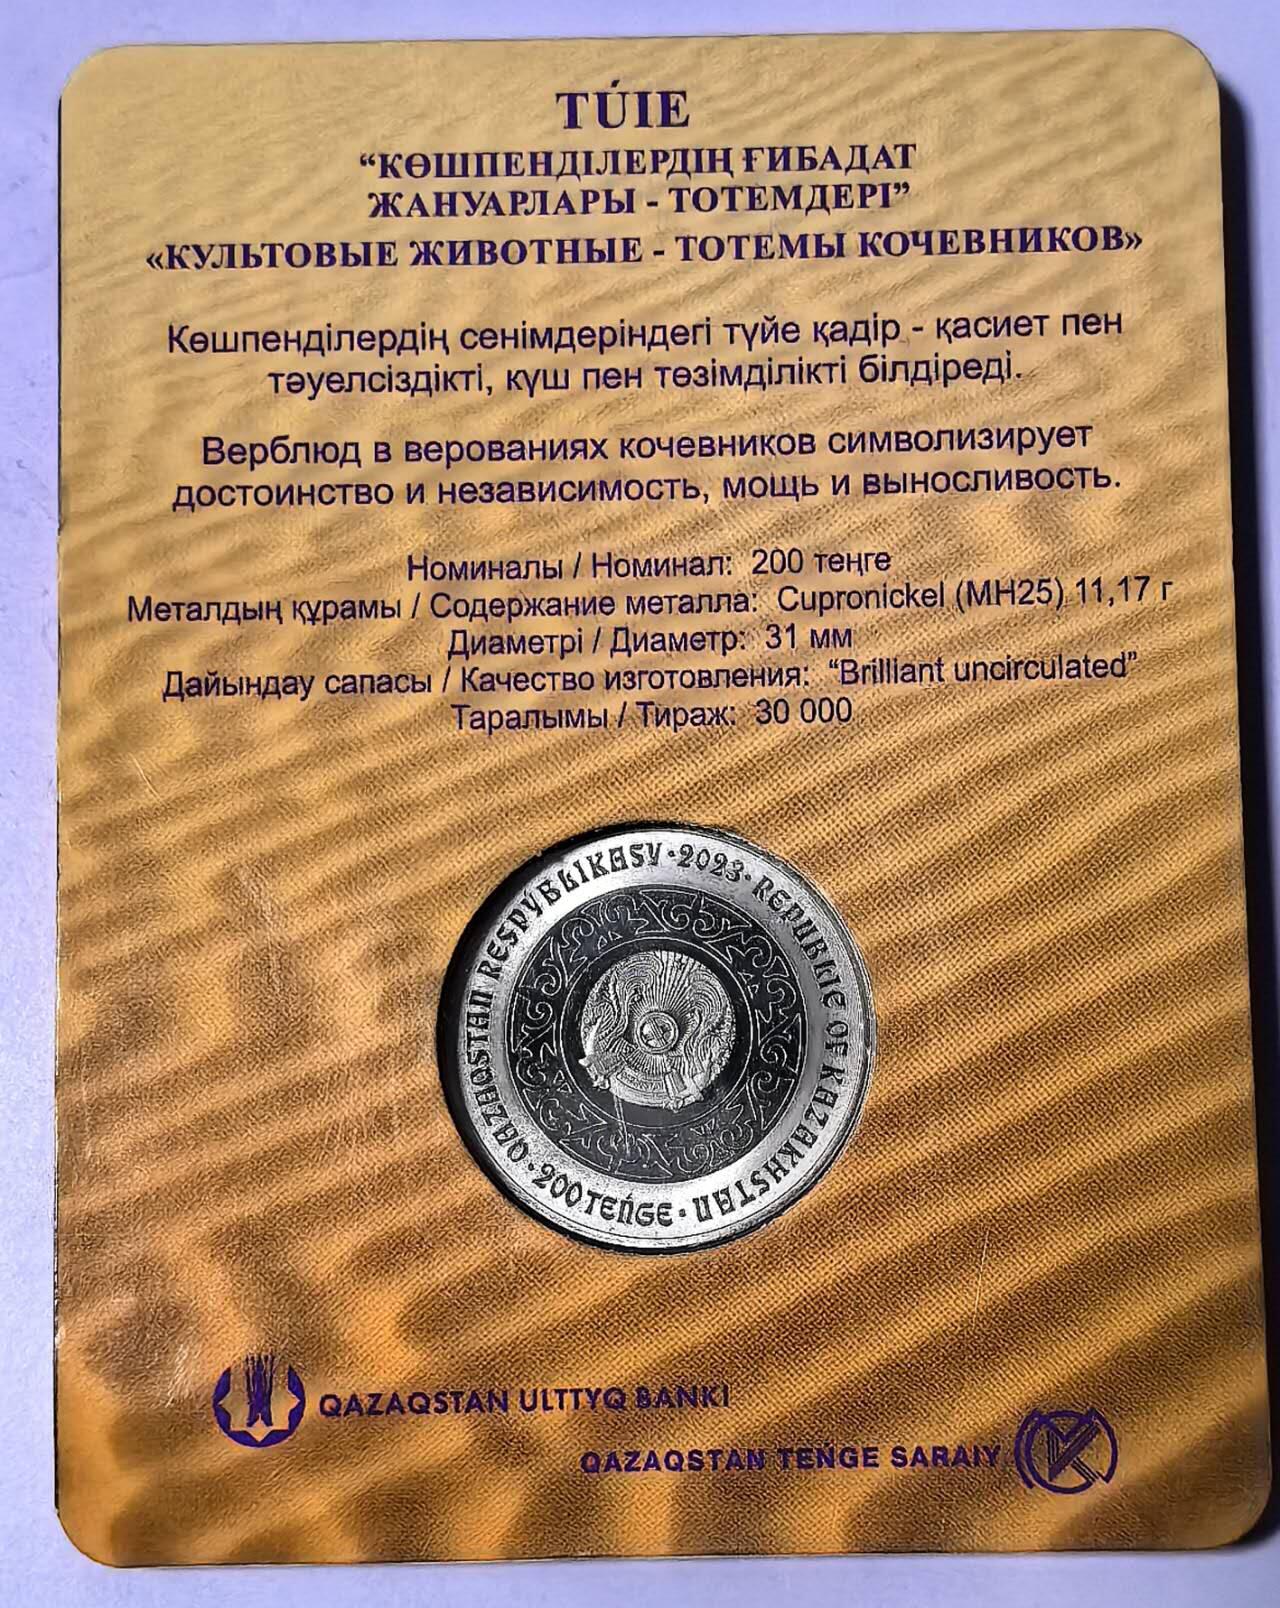 TÚIE
“КӨШПЕНДІЛЕРДІҢ ҒИБАДАТ
ЖАНУАРЛАРЫ - ТОТЕМДЕРІ”
«КУЛЬТОВЫЕ ЖИВОТНЫЕ - ТОТЕМЫ КОЧЕВНИКОВ»
Көшпенділердің сенімдеріндегі түйе қадір - қасиет пен
тәуелсіздікті, күш пен төзімділікті білдіреді.
Верблюд в верованиях кочевников символизирует
достоинство и независимость, мощь и выносливость.
Номиналы / Номинал: 200 теңге
Металдың құрамы / Содержание металла: Cupronickel (МН25) 11,17 г
Диаметрі / Диаметр: 31 мм
Дайындау сапасы / Качество изготовления: “Brilliant uncirculated”
Таралымы / Тираж: 30 000
QAZAQSTAN RESPÝBLIKASY · 2023 · REPUBLIC OF KAZAKHSTAN
· 200 TEŃGE ·
QAZAQSTAN ULTTYQ BANKI
QAZAQSTAN TEŃGE SARAIY